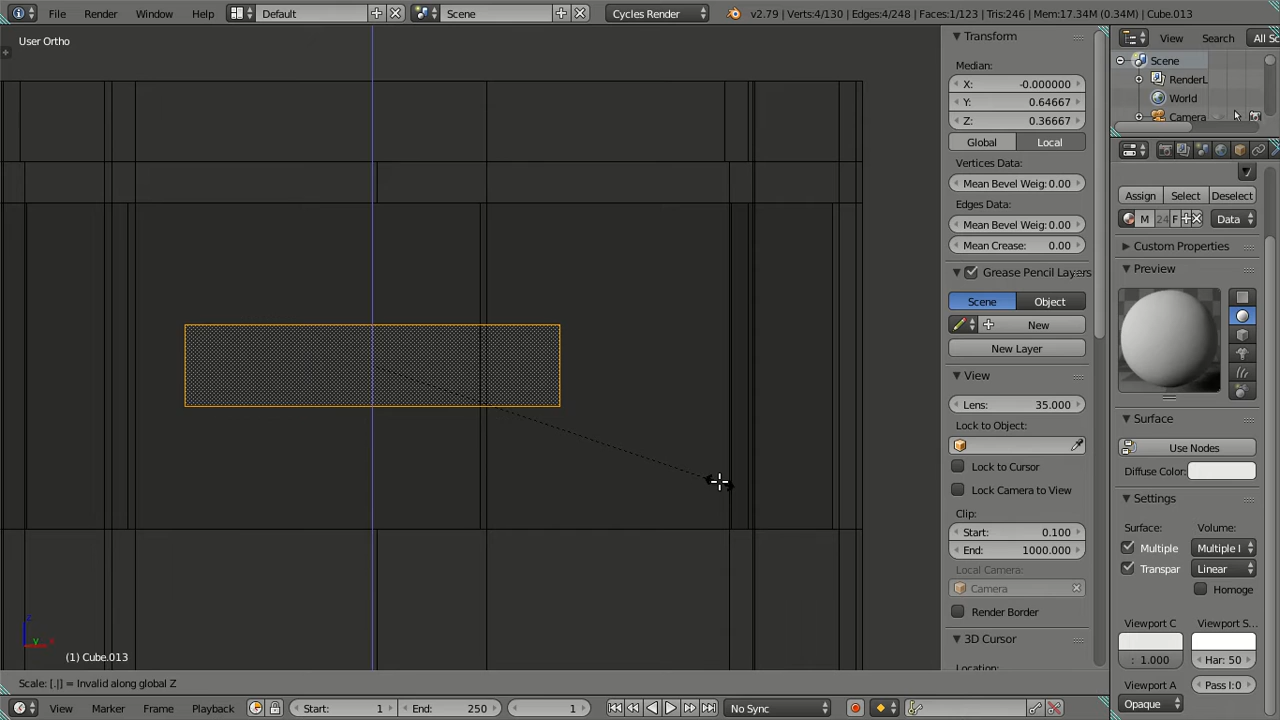 File Render Window Help Default Scene Cycles Render v2.79 | Verts:4/130 | Edges:4/248 | Faces:1/123 | Tris:246 | Mem:17.34M (0.34M) | Cube.013
User Ortho
Transform
Median:
X: -0.000000
Y: 0.64667
Z: 0.36667
Global Local
Vertices Data:
Mean Bevel Weig: 0.00
Edges Data:
Mean Bevel Weig: 0.00
Mean Crease: 0.00
Grease Pencil Layers
Scene Object
New
New Layer
View
Lens: 35.000
Lock to Object:
Lock to Cursor
Lock Camera to View
Clip:
Start: 0.100
End: 1000.000
Local Camera:
Camera
Render Border
3D Cursor
Location:
View Search All Sc
Scene
RenderL
World
Camera
Assign Select Deselect
M 24 F Data
Custom Properties
Preview
Surface
Use Nodes
Diffuse Color:
Settings
Surface: Volume:
Multiple Multiple I
Transpar Linear
Homoge
Viewport C Viewport S...
: 1.000 Har: 50
Viewport A Pass I: 0
Opaque
z
y x
(1) Cube.013
Scale: [.|] = Invalid along global Z
View Marker Frame Playback Start: 1 End: 250 1 No Sync